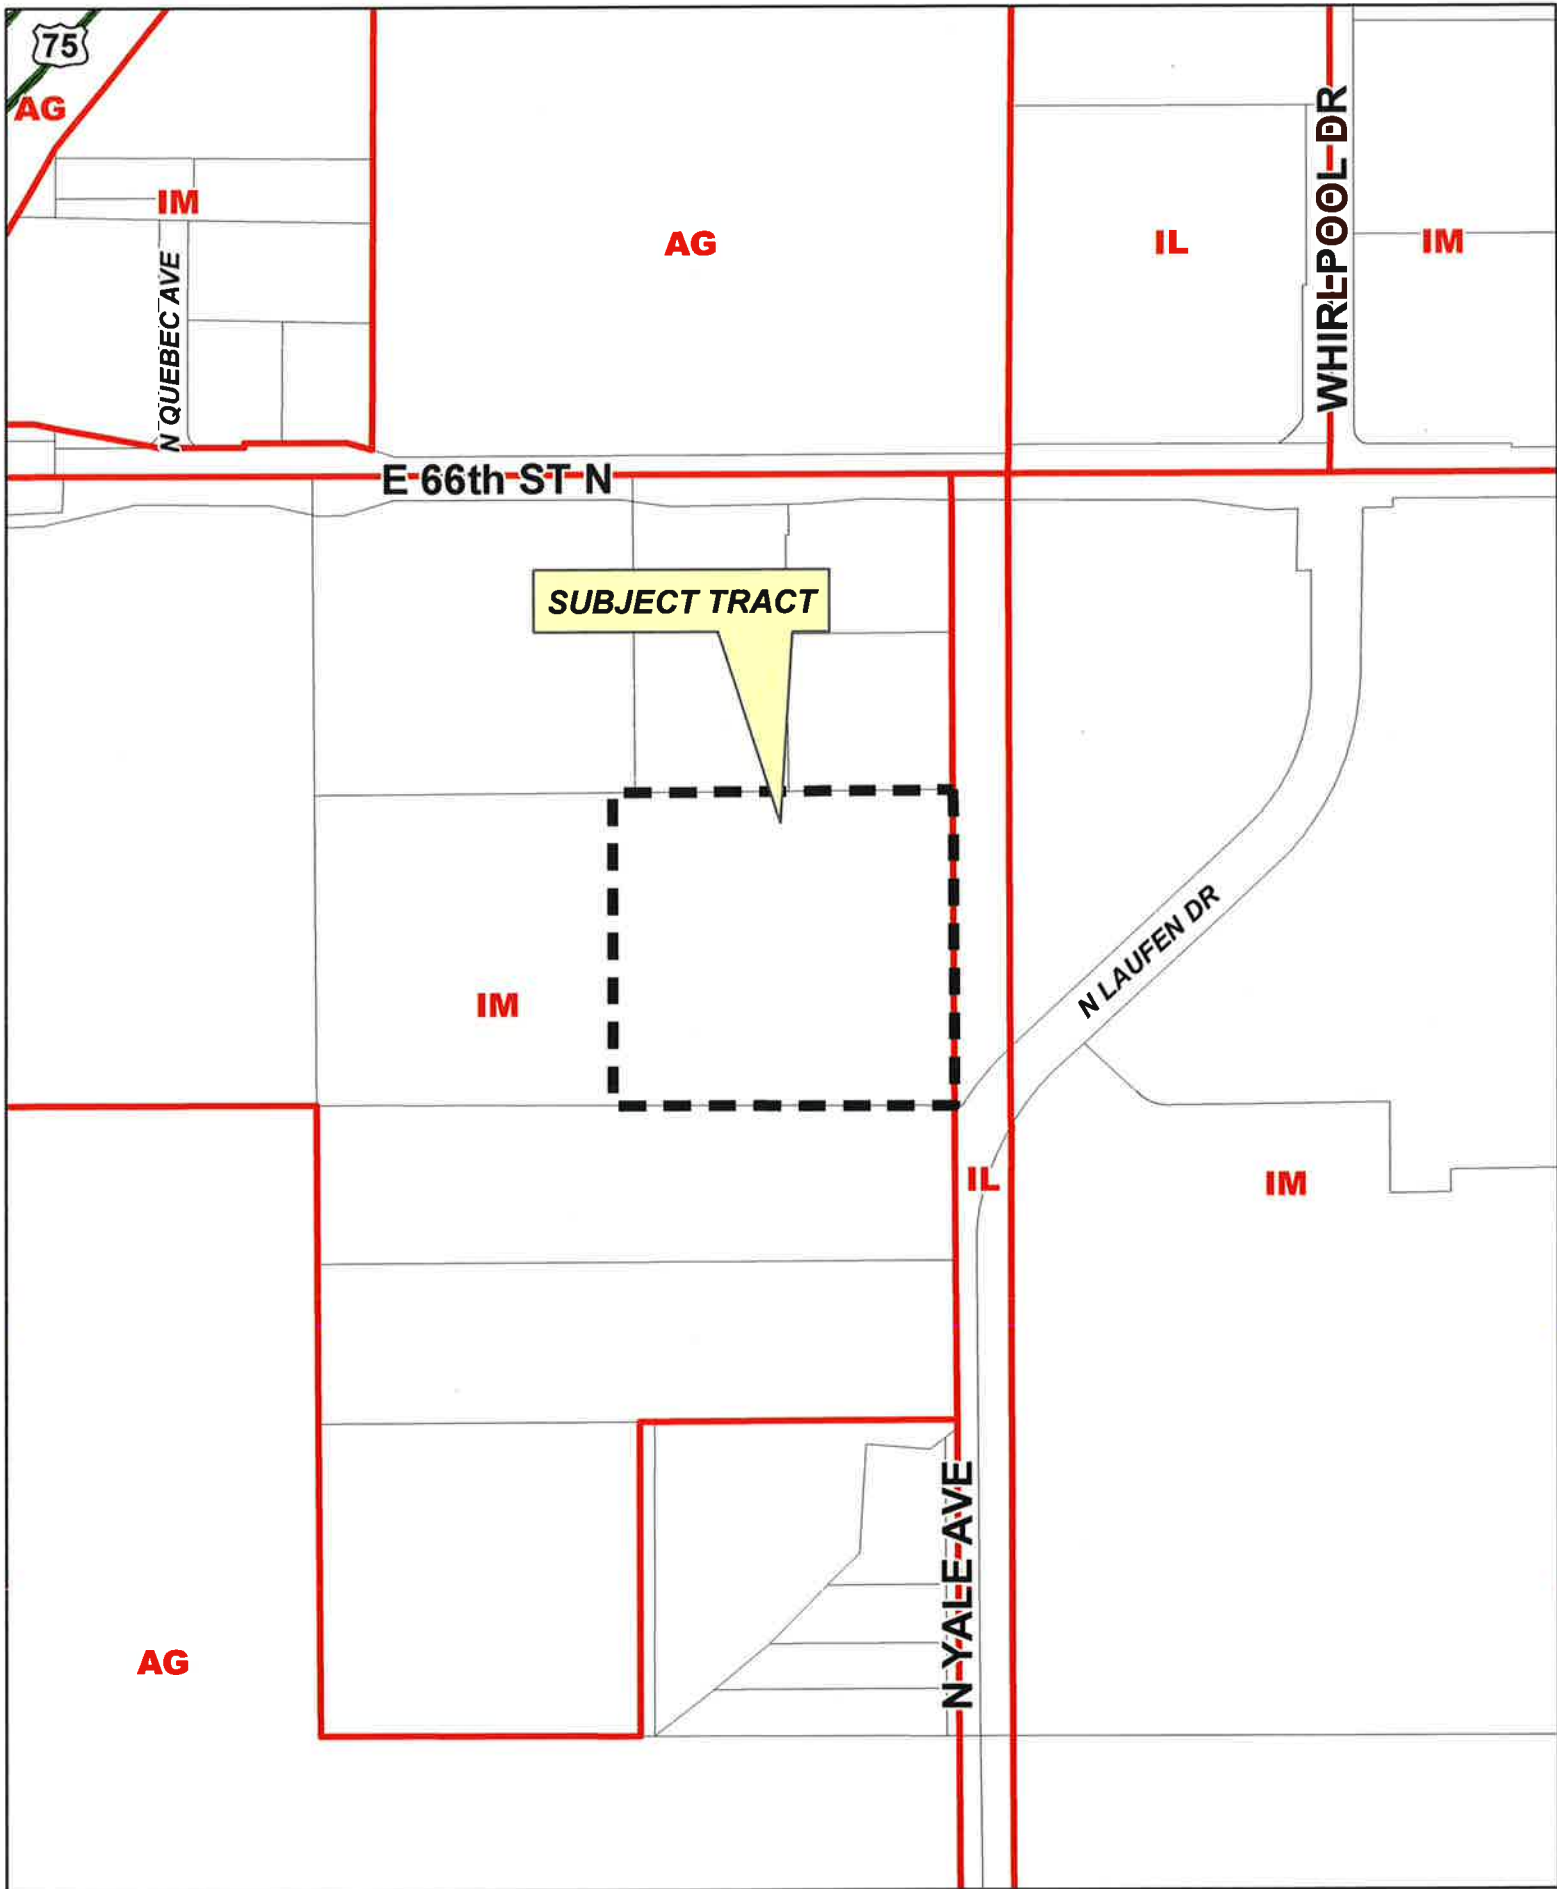 75
AG
IM
N QUEBEC AVE
AG
IL
WHIRLPOOL DR
IM
E 66th ST N
SUBJECT TRACT
N LAUFEN DR
IM
IL
IM
N YALE AVE
AG